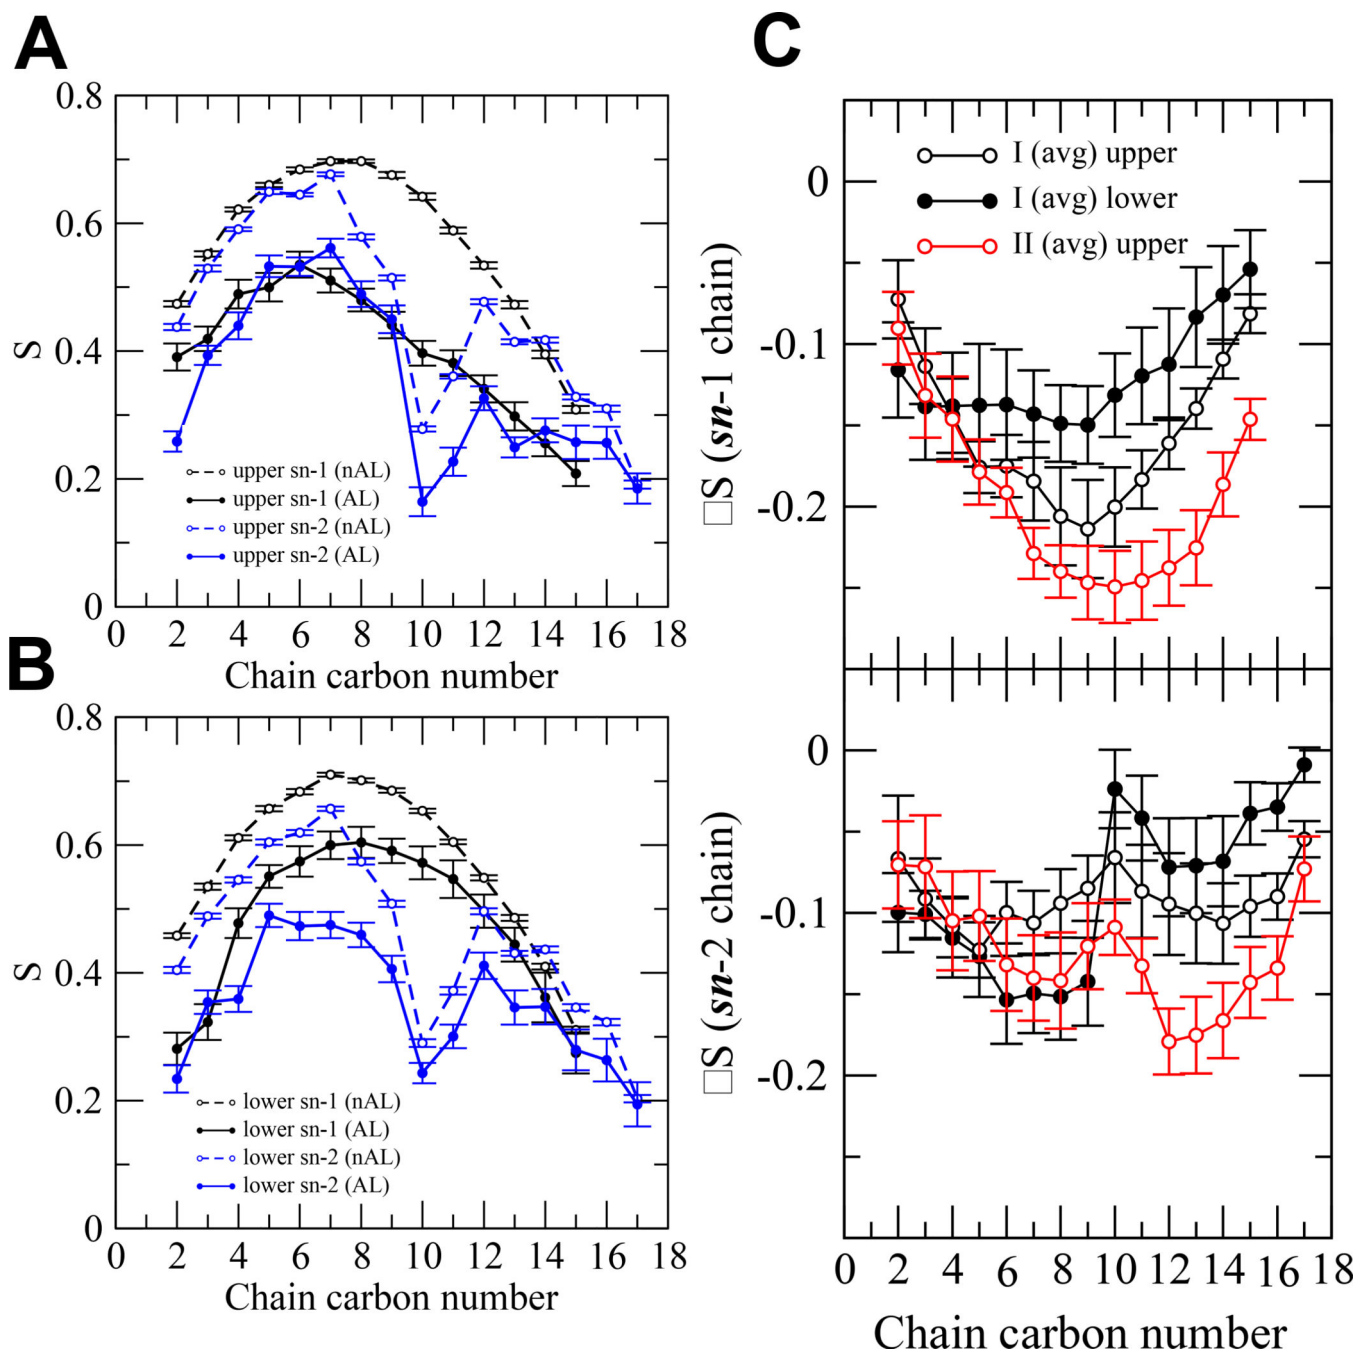 A
0.8
0.6
0.4
0.2
0
S
upper sn-1 (nAL)
upper sn-1 (AL)
upper sn-2 (nAL)
upper sn-2 (AL)
0 2 4 6 8 10 12 14 16 18
Chain carbon number
B
0.8
0.6
0.4
0.2
0
S
lower sn-1 (nAL)
lower sn-1 (AL)
lower sn-2 (nAL)
lower sn-2 (AL)
0 2 4 6 8 10 12 14 16 18
Chain carbon number
C
I (avg) upper
I (avg) lower
II (avg) upper
0
-0.1
-0.2
□S (sn-1 chain)
0
-0.1
-0.2
□S (sn-2 chain)
0 2 4 6 8 10 12 14 16 18
Chain carbon number